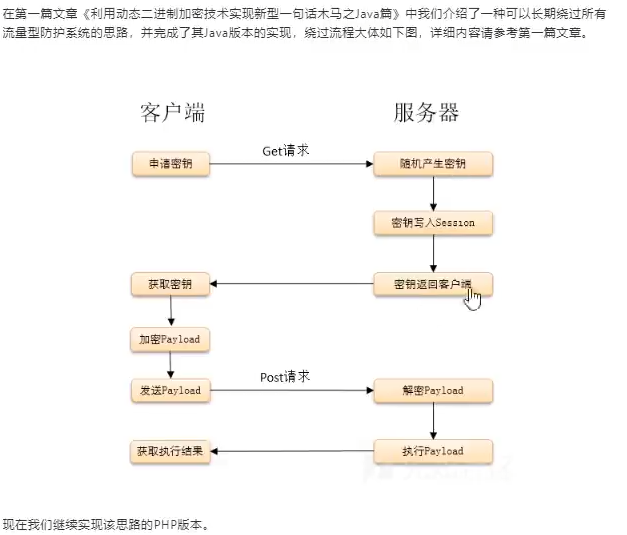 在第一篇文章《利用动态二进制加密技术实现新型一句话木马之Java篇》中我们介绍了一种可以长期绕过所有
流量型防护系统的思路，并完成了其Java版本的实现，绕过流程大体如下图，详细内容请参考第一篇文章。
客户端
服务器
申请密钥
Get请求
随机产生密钥
密钥写入Session
获取密钥
密钥返回客户端
加密Payload
发送Payload
Post请求
解密Payload
获取执行结果
执行Payload
现在我们继续实现该思路的PHP版本。